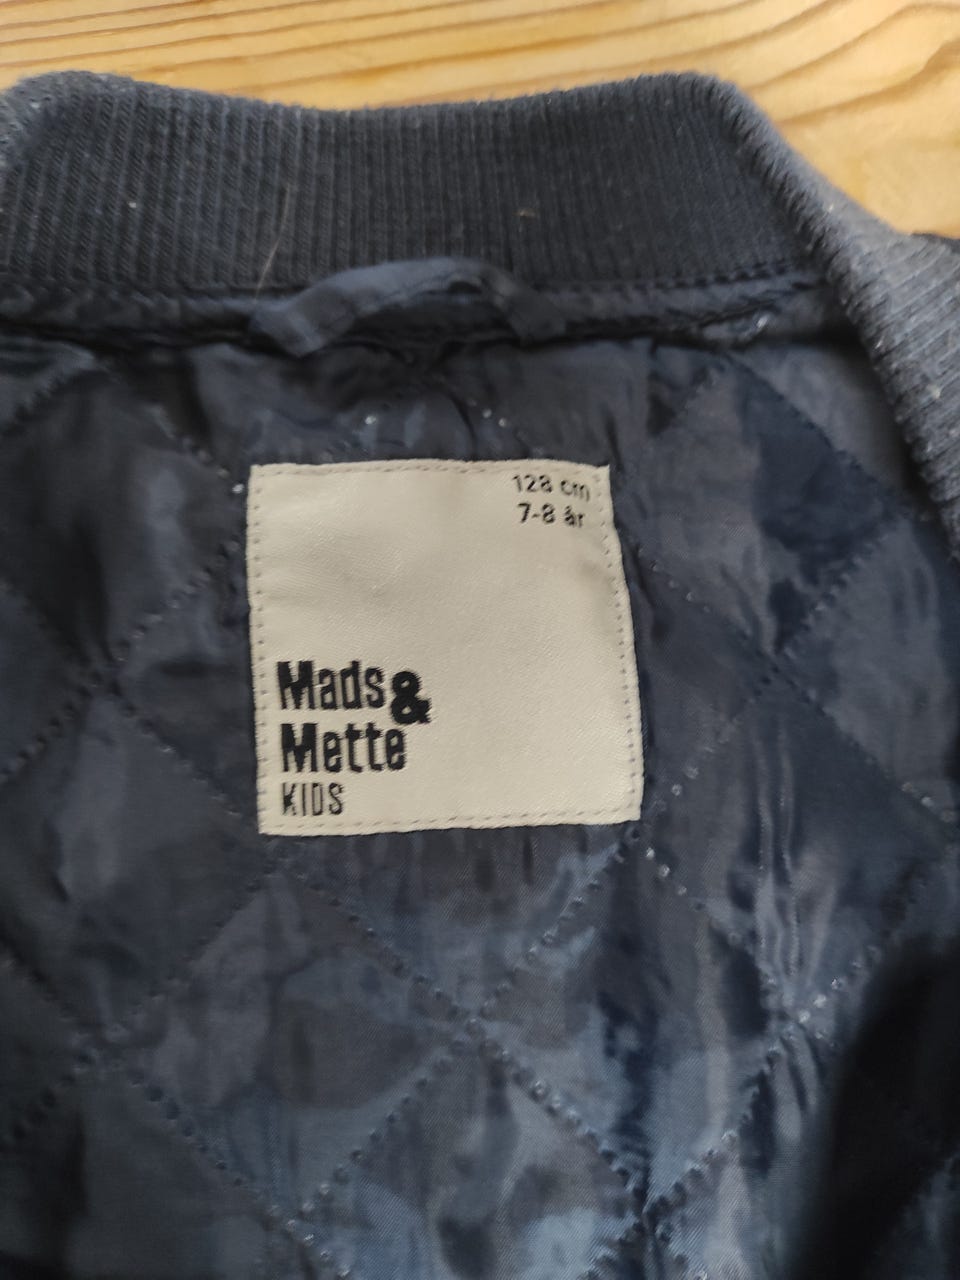 128 cm
7-8 år
Mads &
Mette
KIDS